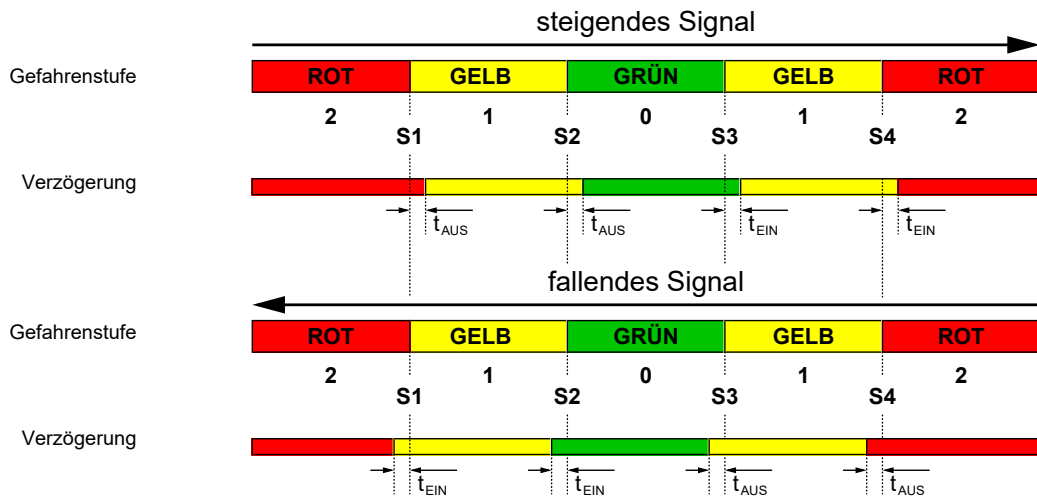 steigendes Signal
Gefahrenstufe ROT GELB GRÜN GELB ROT
2 1 0 1 2
S1 S2 S3 S4
Verzögerung
tAUS tAUS tEIN tEIN
fallendes Signal
Gefahrenstufe ROT GELB GRÜN GELB ROT
2 1 0 1 2
S1 S2 S3 S4
Verzögerung
tEIN tEIN tAUS tAUS